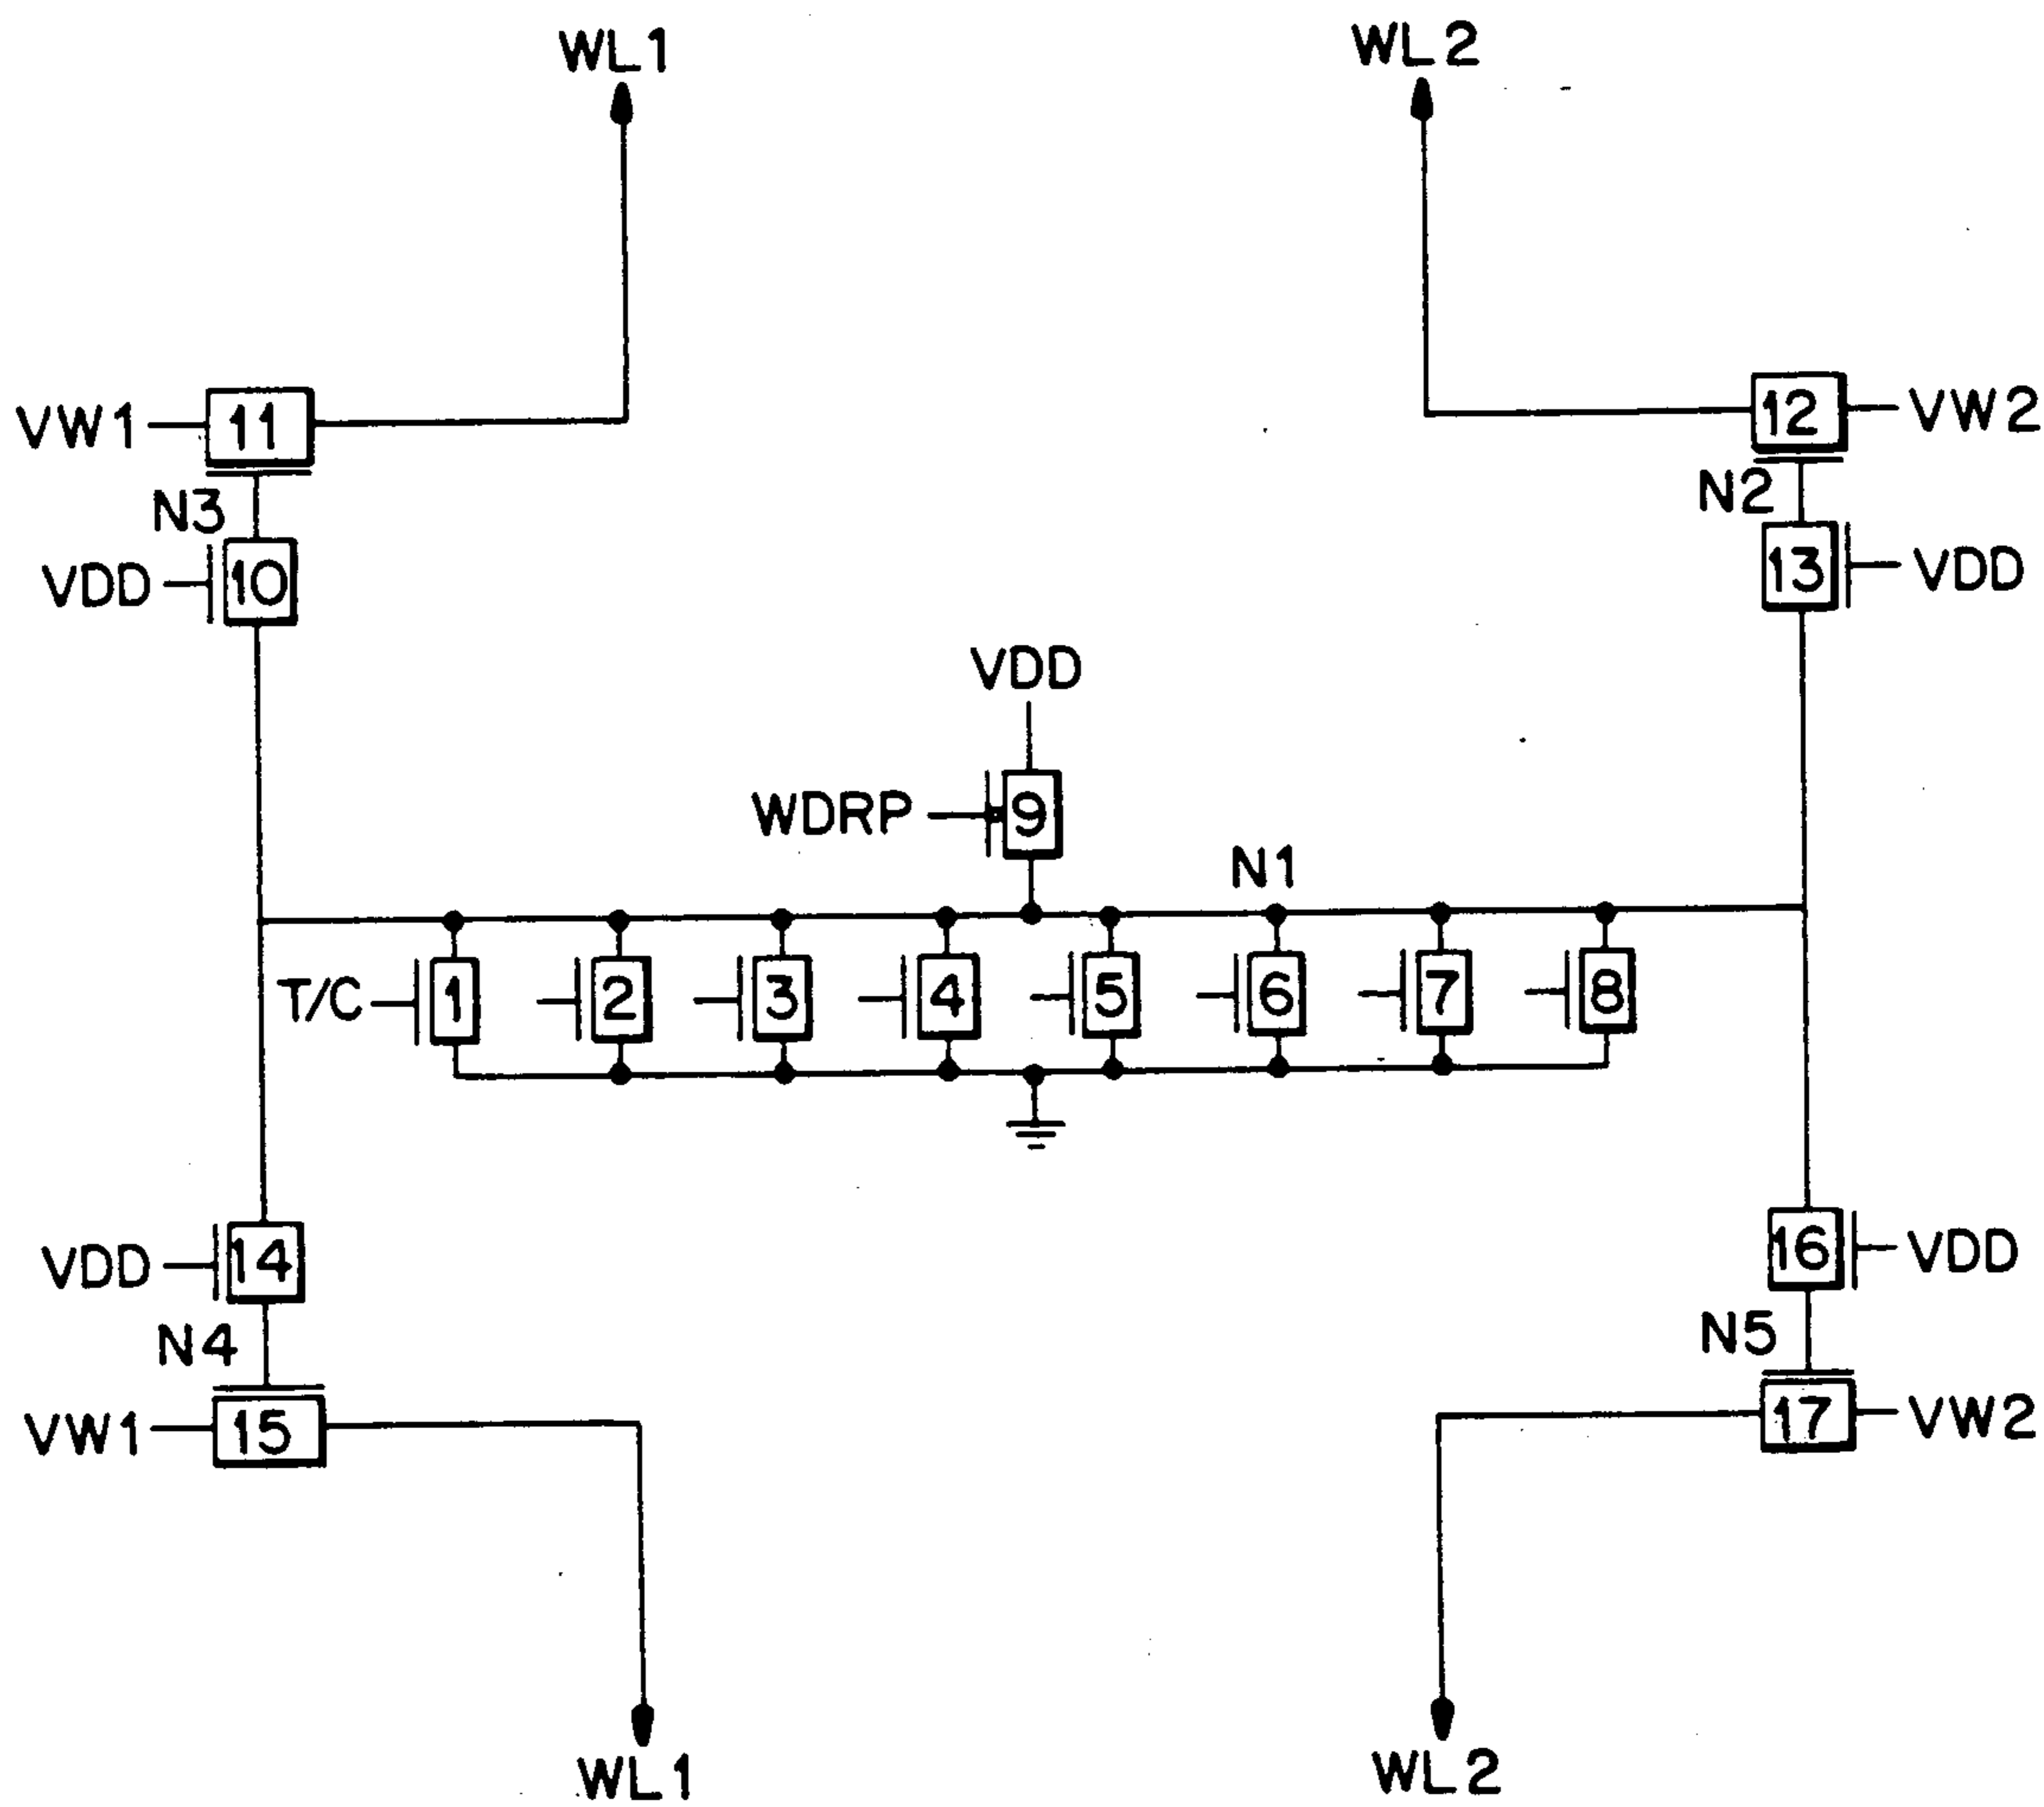 WL1 WL2
VW1 11 12 VW2
N3 N2
VDD 10 13 VDD
VDD
WDRP 9
N1
T/C 1 2 3 4 5 6 7 8
VDD 14 16 VDD
N4 N5
VW1 15 17 VW2
WL1 WL2